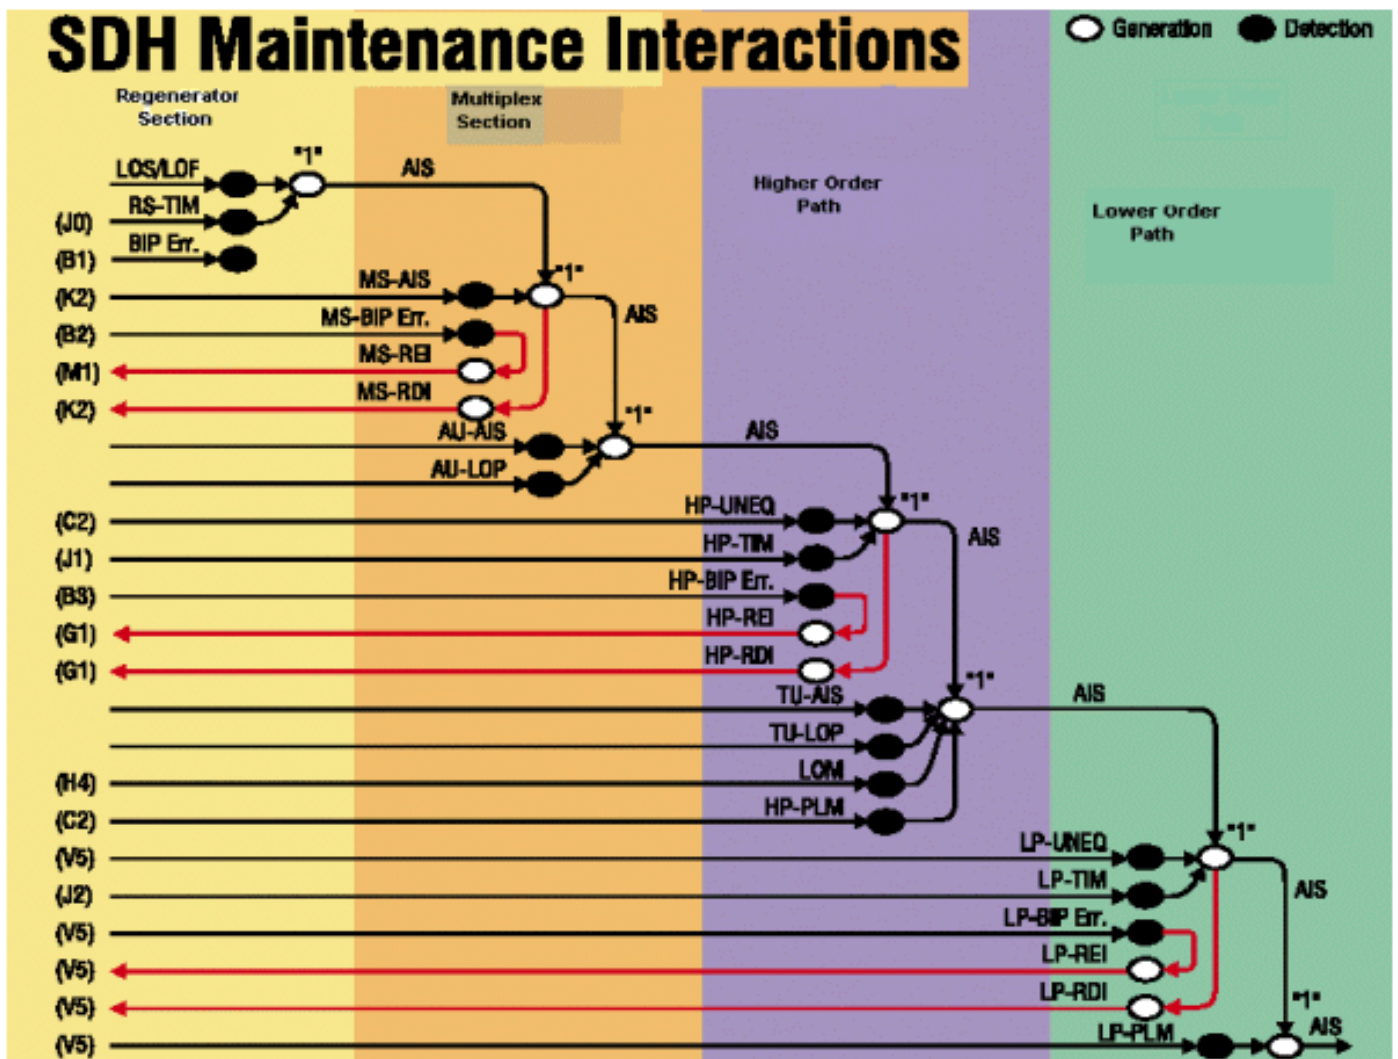 SDH Maintenance Interactions
Generation
Detection
Regenerator
Section
Multiplex
Section
Higher Order
Path
Lower Order
Path
LOS/LOF
"1"
AIS
(J0) RS-TIM
(B1) BIP Err.
(K2) MS-AIS "1"
(B2) MS-BIP Err. AIS
(M1) MS-REI
(K2) MS-RDI
AU-AIS "1" AIS
AU-LOP
(C2) HP-UNEQ "1"
(J1) HP-TIM AIS
(B3) HP-BIP Err.
(G1) HP-REI
(G1) HP-RDI
TU-AIS "1" AIS
TU-LOP
(H4) LOM
(C2) HP-PLM
(V5) LP-UNEQ "1"
(J2) LP-TIM AIS
(V5) LP-BIP Err.
(V5) LP-REI
(V5) LP-RDI "1"
(V5) LP-PLM AIS